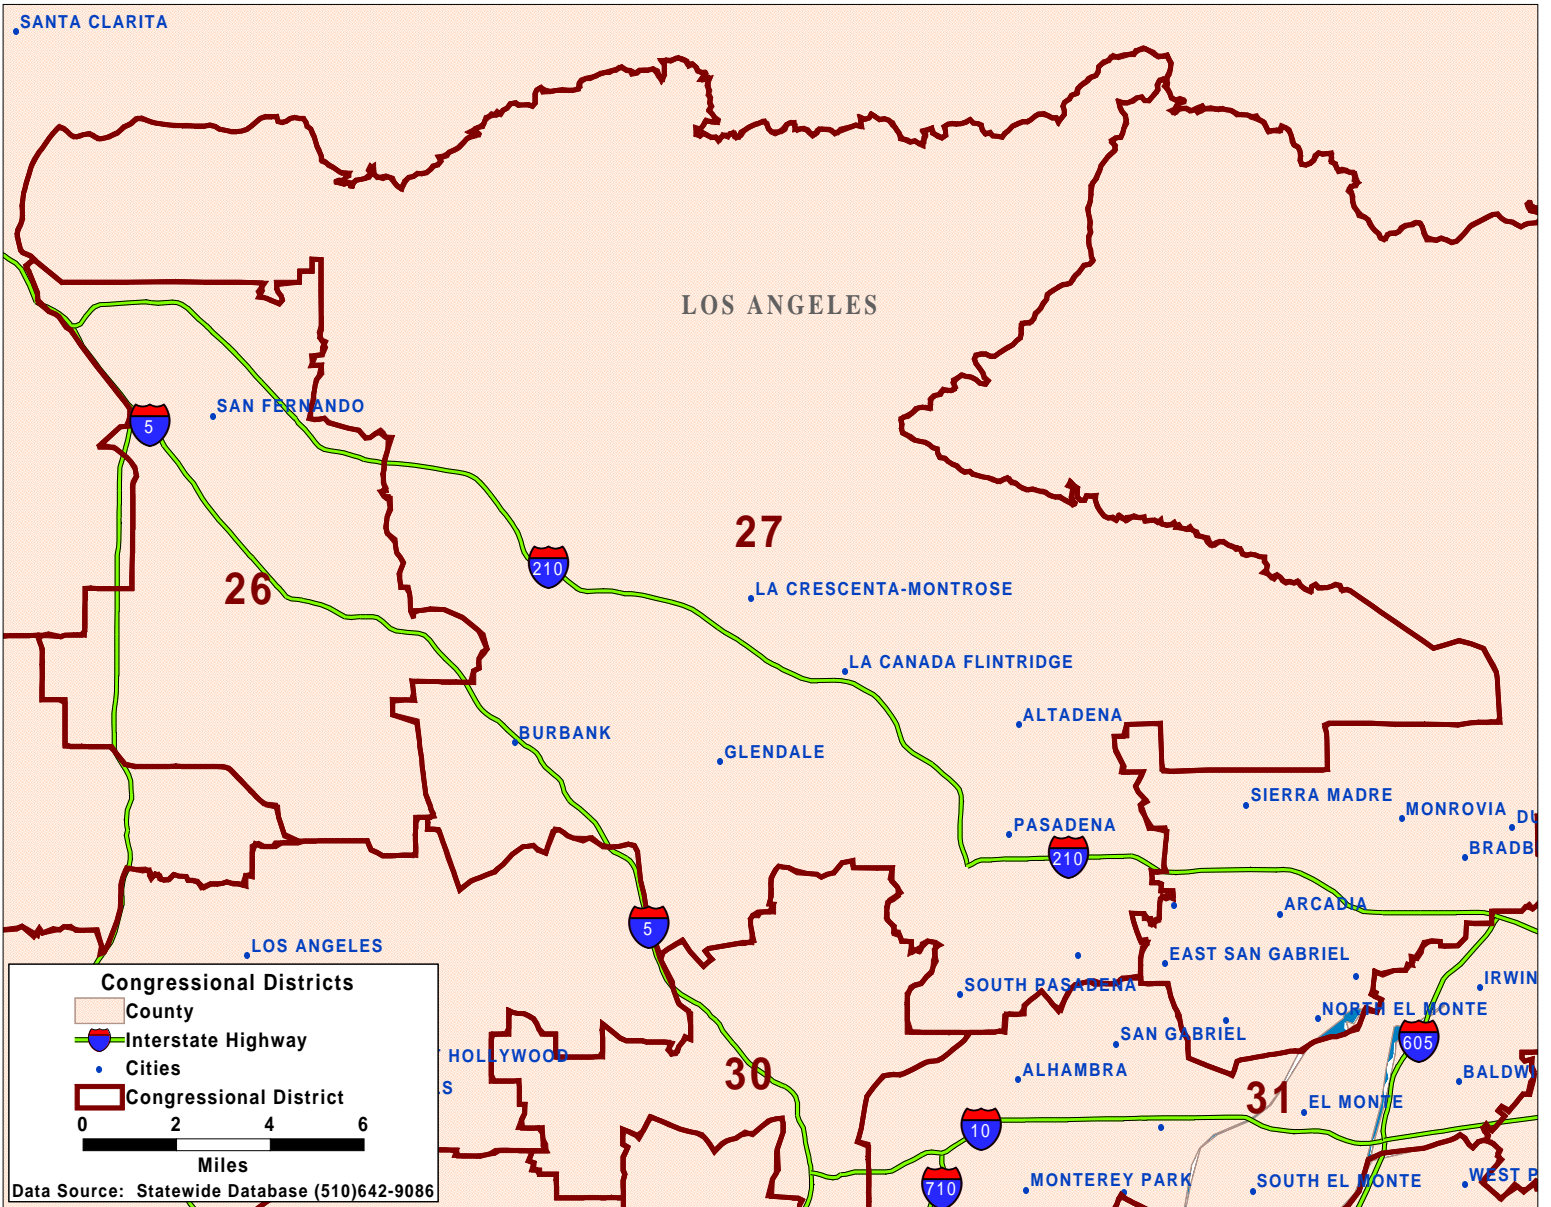 SANTA CLARITA
LOS ANGELES
5
SAN FERNANDO
27
210
26
LA CRESCENTA-MONTROSE
LA CANADA FLINTRIDGE
ALTADENA
BURBANK
GLENDALE
SIERRA MADRE
MONROVIA
DU
PASADENA
BRADB
210
ARCADIA
5
LOS ANGELES
EAST SAN GABRIEL
SOUTH PASADENA
IRWIN
NORTH EL MONTE
SAN GABRIEL
605
HOLLYWOOD
30
ALHAMBRA
BALDWI
S
31
EL MONTE
10
MONTEREY PARK
SOUTH EL MONTE
WEST P
710
Congressional Districts
County
Interstate Highway
Cities
Congressional District
0 2 4 6
Miles
Data Source: Statewide Database (510)642-9086